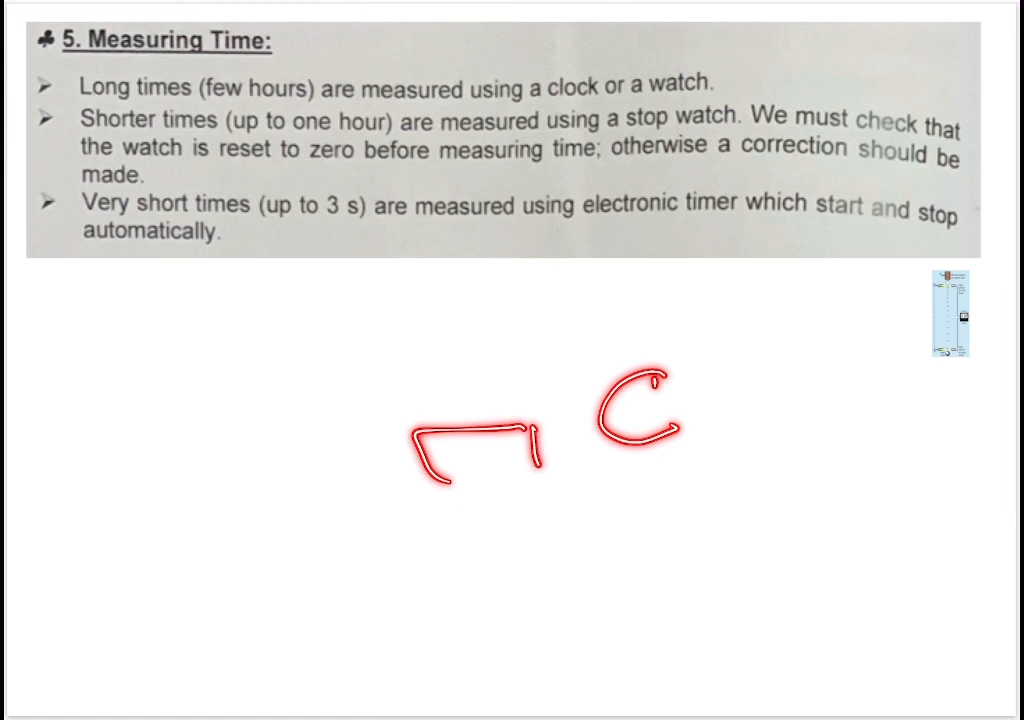 ♣ 5. Measuring Time:
➢ Long times (few hours) are measured using a clock or a watch.
➢ Shorter times (up to one hour) are measured using a stop watch. We must check that
the watch is reset to zero before measuring time; otherwise a correction should be
made.
➢ Very short times (up to 3 s) are measured using electronic timer which start and stop
automatically.